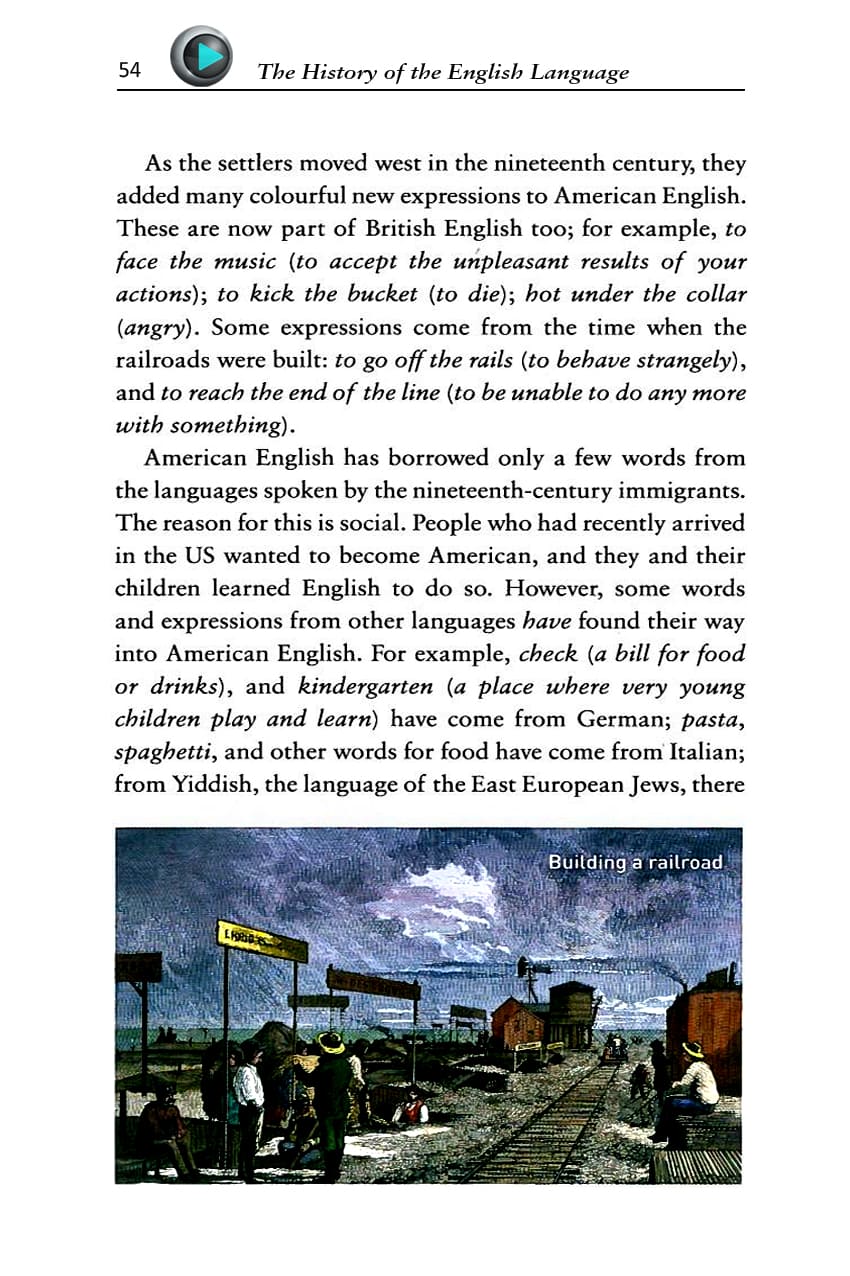 54
The History of the English Language
As the settlers moved west in the nineteenth century, they
added many colourful new expressions to American English.
These are now part of British English too; for example, to
face the music (to accept the unpleasant results of your
actions); to kick the bucket (to die); hot under the collar
(angry). Some expressions come from the time when the
railroads were built: to go off the rails (to behave strangely),
and to reach the end of the line (to be unable to do any more
with something).
American English has borrowed only a few words from
the languages spoken by the nineteenth-century immigrants.
The reason for this is social. People who had recently arrived
in the US wanted to become American, and they and their
children learned English to do so. However, some words
and expressions from other languages have found their way
into American English. For example, check (a bill for food
or drinks), and kindergarten (a place where very young
children play and learn) have come from German; pasta,
spaghetti, and other words for food have come from Italian;
from Yiddish, the language of the East European Jews, there
Building a railroad